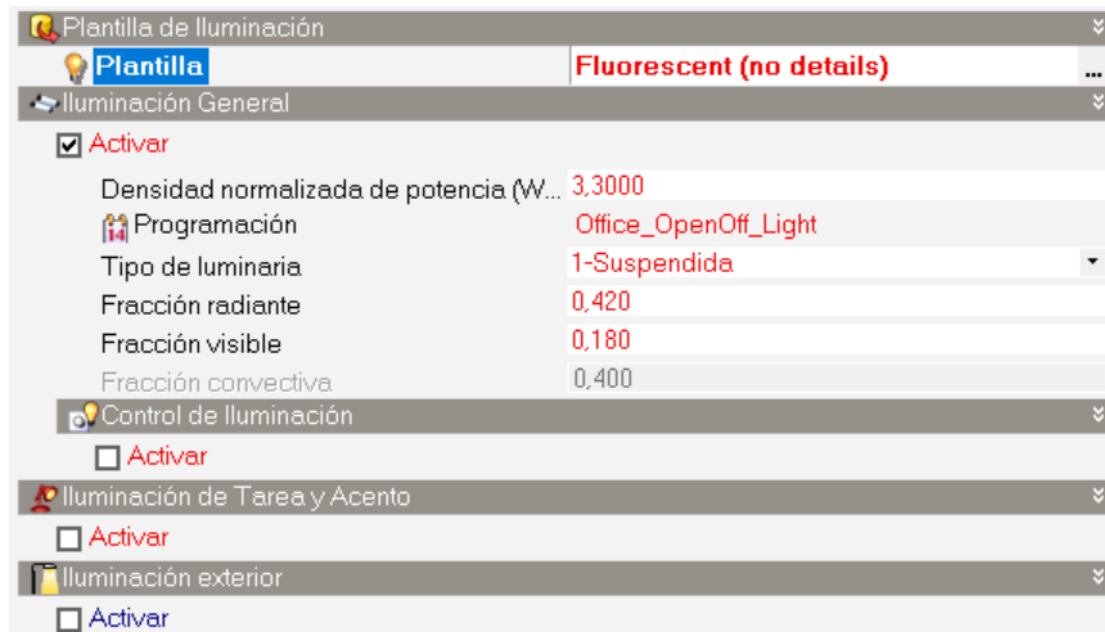 Plantilla de Iluminación
Plantilla Fluorescent (no details) ...
Iluminación General
Activar
Densidad normalizada de potencia (W... 3,3000
14 Programación Office_OpenOff_Light
Tipo de luminaria 1-Suspendida
Fracción radiante 0,420
Fracción visible 0,180
Fracción convectiva 0,400
Control de Iluminación
Activar
Iluminación de Tarea y Acento
Activar
Iluminación exterior
Activar